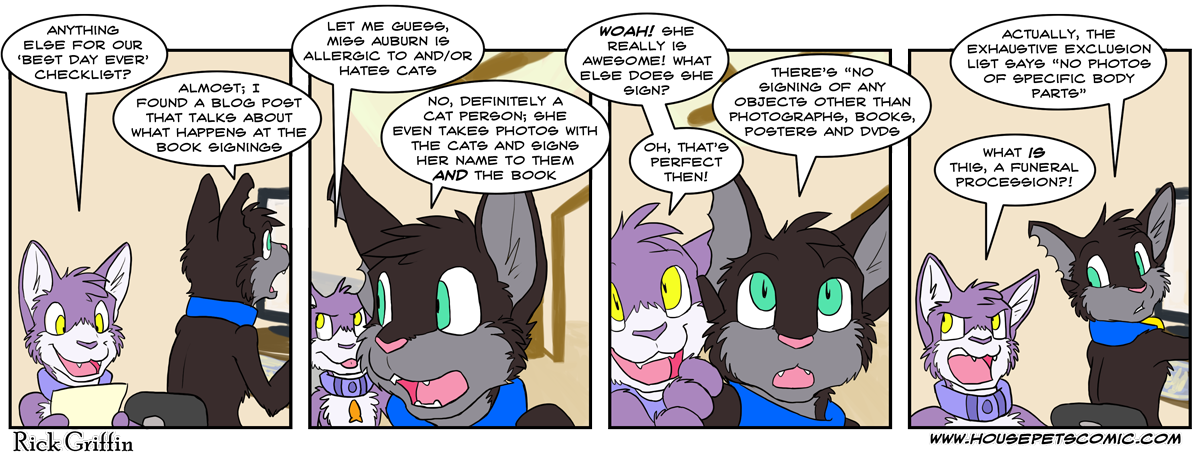 ANYTHING
ELSE FOR OUR
'BEST DAY EVER'
CHECKLIST?
ALMOST; I
FOUND A BLOG POST
THAT TALKS ABOUT
WHAT HAPPENS AT THE
BOOK SIGNINGS
LET ME GUESS,
MISS AUBURN IS
ALLERGIC TO AND/OR
HATES CATS
NO, DEFINITELY A
CAT PERSON; SHE
EVEN TAKES PHOTOS WITH
THE CATS AND SIGNS
HER NAME TO THEM
AND THE BOOK
WOAH! SHE
REALLY IS
AWESOME! WHAT
ELSE DOES SHE
SIGN?
THERE'S "NO
SIGNING OF ANY
OBJECTS OTHER THAN
PHOTOGRAPHS, BOOKS,
POSTERS AND DVDS
OH, THAT'S
PERFECT
THEN!
ACTUALLY, THE
EXHAUSTIVE EXCLUSION
LIST SAYS "NO PHOTOS
OF SPECIFIC BODY
PARTS"
WHAT IS
THIS, A FUNERAL
PROCESSION?!
Rick Griffin
WWW.HOUSEPETSCOMIC.COM